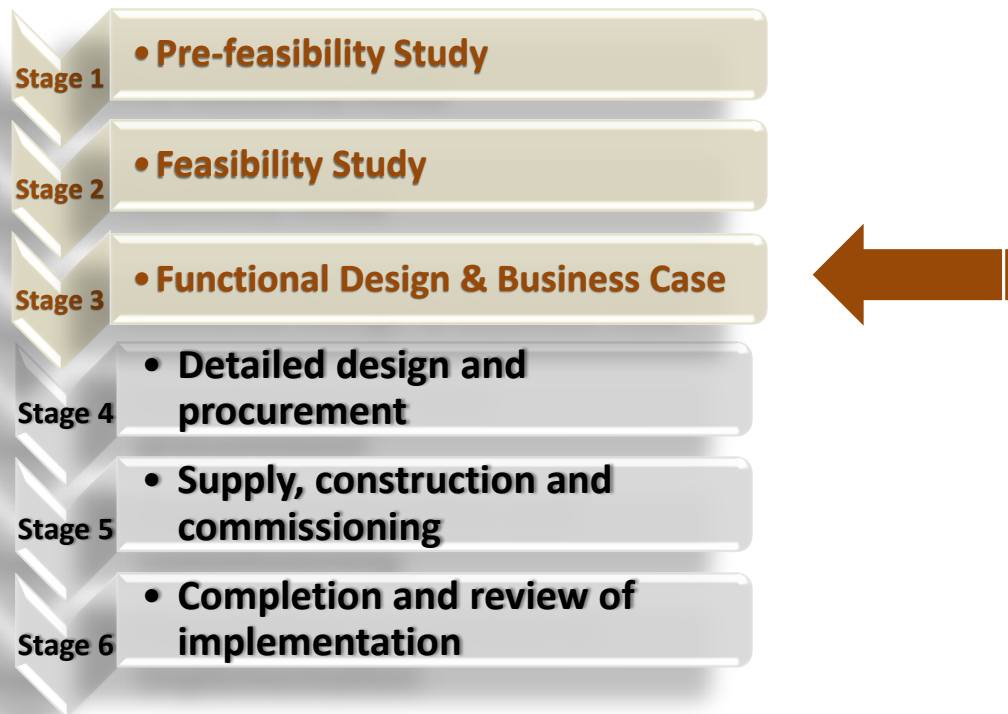 Stage 1
• Pre-feasibility Study
Stage 2
• Feasibility Study
Stage 3
• Functional Design & Business Case
Stage 4
• Detailed design and
procurement
Stage 5
• Supply, construction and
commissioning
Stage 6
• Completion and review of
implementation